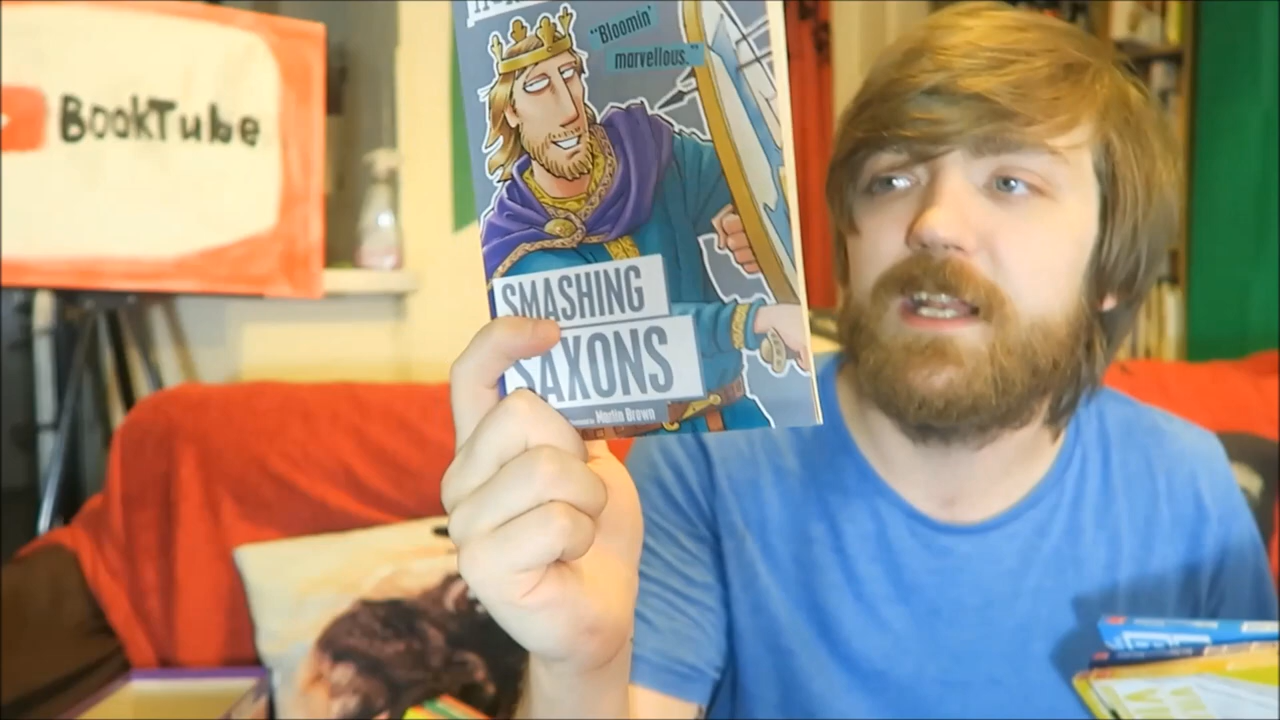 BookTube
"Bloomin'
marvellous."
SMASHING
SAXONS
Martin Brown